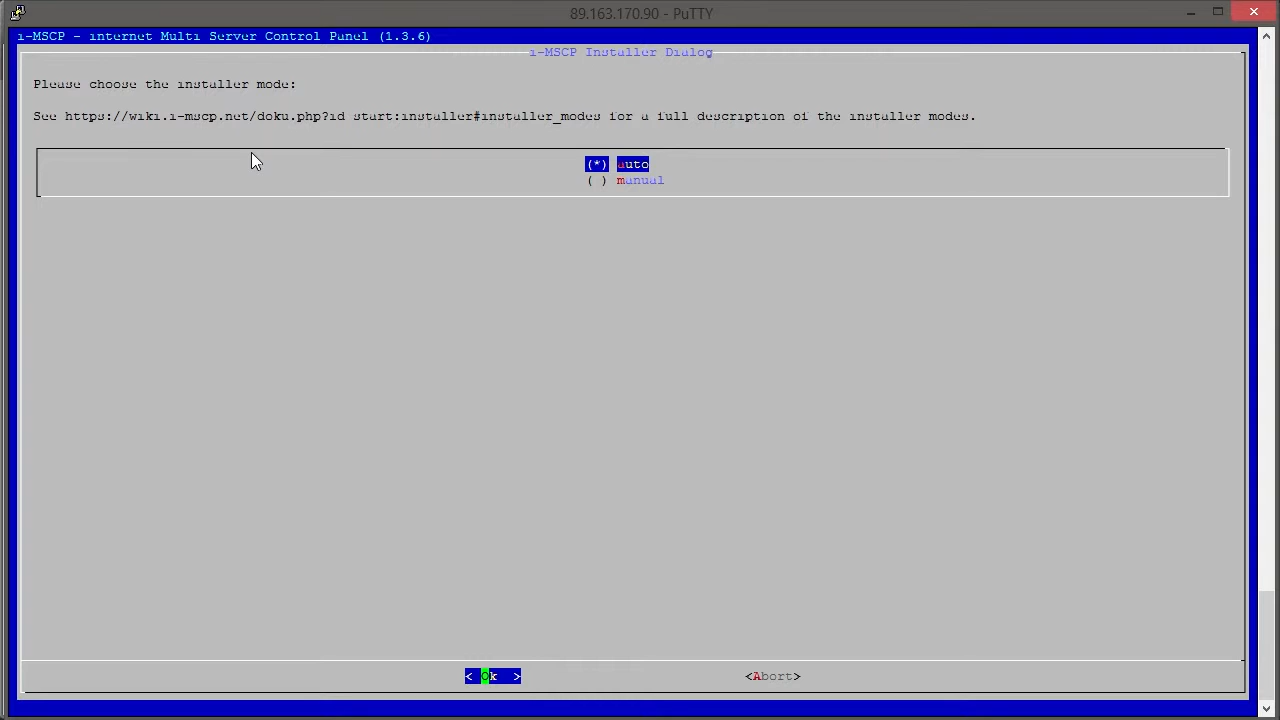 89.163.170.90 - PuTTY
i-MSCP - internet Multi Server Control Panel (1.3.6)
i-MSCP Installer Dialog
Please choose the installer mode:
See https://wiki.i-mscp.net/doku.php?id start:installer#installer_modes for a full description of the installer modes.
(*) auto
( ) manual
< Ok > <Abort>